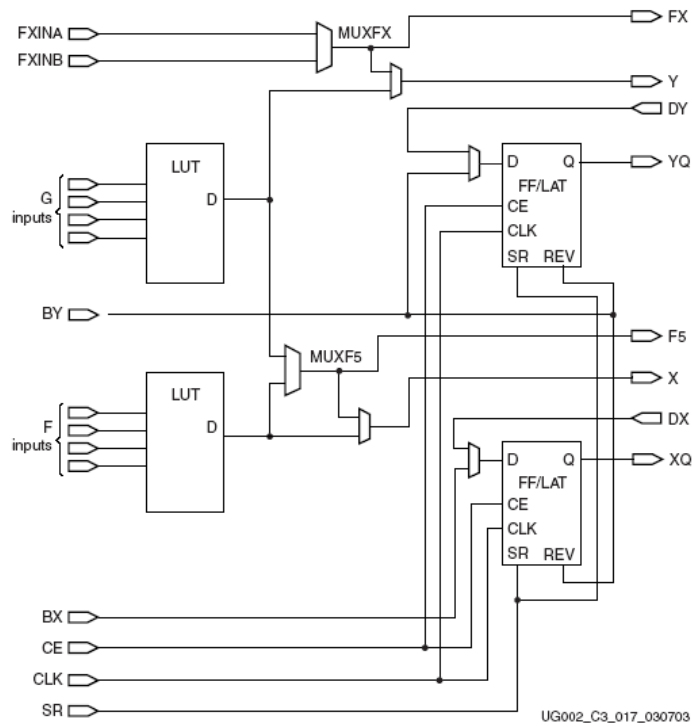 FXINA
FXINB
MUXFX
FX
Y
DY
LUT
D
G
inputs
D
Q
FF/LAT
CE
CLK
SR
REV
YQ
BY
MUXF5
F5
X
DX
LUT
D
F
inputs
D
Q
FF/LAT
CE
CLK
SR
REV
XQ
BX
CE
CLK
SR
UG002_C3_017_030703